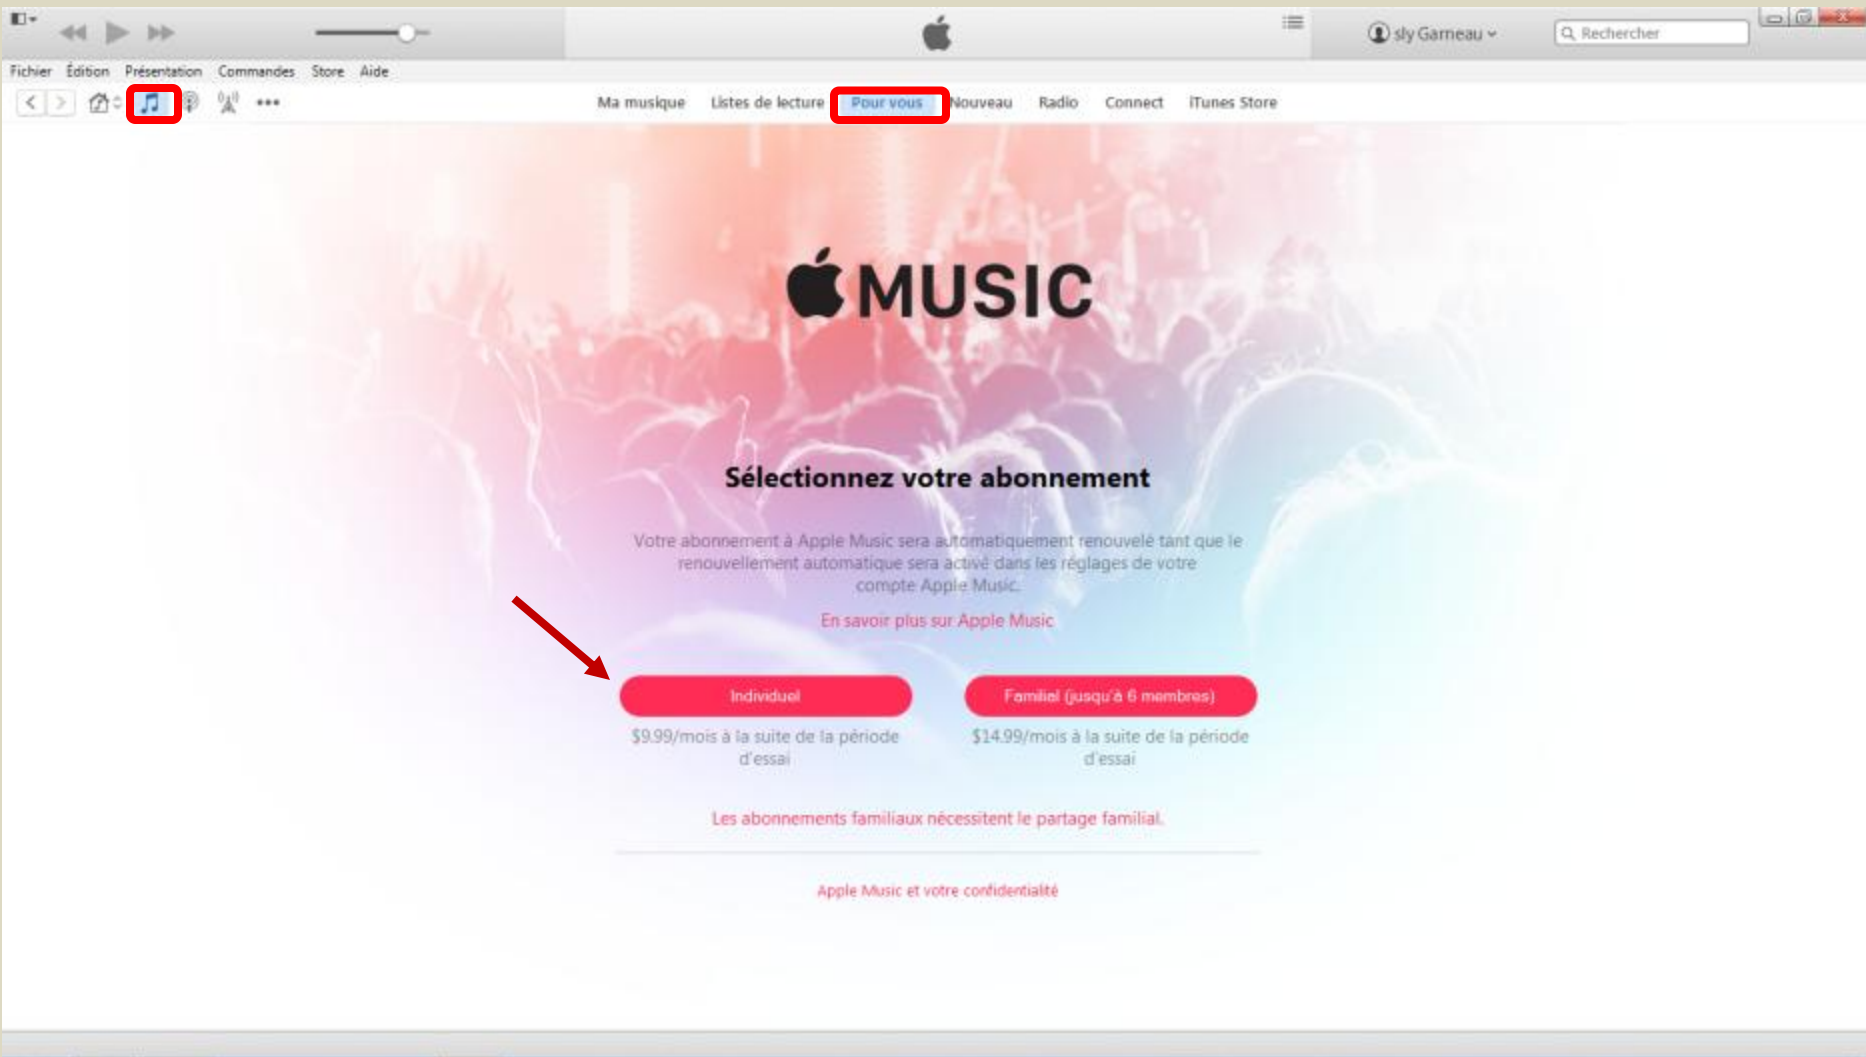 sly Garneau
Rechercher
Fichier Édition Présentation Commandes Store Aide
Ma musique Listes de lecture Pour vous Nouveau Radio Connect iTunes Store
MUSIC
Sélectionnez votre abonnement
Votre abonnement à Apple Music sera automatiquement renouvelé tant que le
renouvellement automatique sera activé dans les réglages de votre
compte Apple Music.
En savoir plus sur Apple Music
Individuel
Familial (jusqu'à 6 membres)
$9.99/mois à la suite de la période
d'essai
$14.99/mois à la suite de la période
d'essai
Les abonnements familiaux nécessitent le partage familial.
Apple Music et votre confidentialité